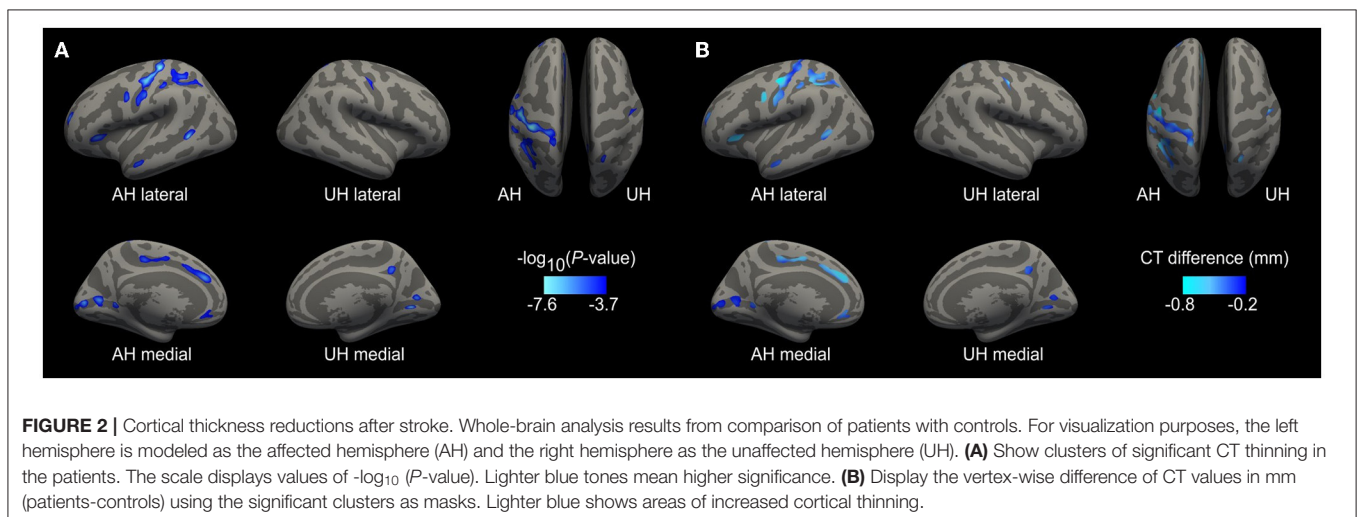 A
B
AH lateral
UH lateral
AH
UH
AH lateral
UH lateral
AH
UH
-log10(P-value)
-7.6 -3.7
CT difference (mm)
-0.8 -0.2
AH medial
UH medial
AH medial
UH medial
FIGURE 2 | Cortical thickness reductions after stroke. Whole-brain analysis results from comparison of patients with controls. For visualization purposes, the left
hemisphere is modeled as the affected hemisphere (AH) and the right hemisphere as the unaffected hemisphere (UH). (A) Show clusters of significant CT thinning in
the patients. The scale displays values of -log10 (P-value). Lighter blue tones mean higher significance. (B) Display the vertex-wise difference of CT values in mm
(patients-controls) using the significant clusters as masks. Lighter blue shows areas of increased cortical thinning.